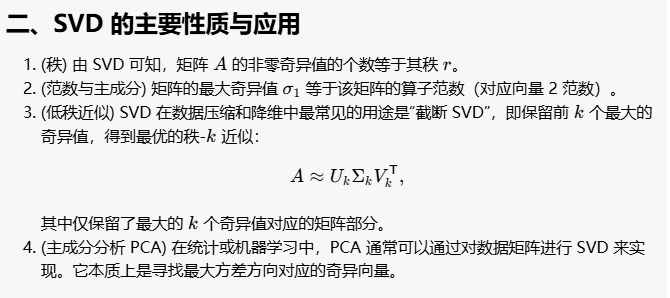 二、SVD 的主要性质与应用
1. (秩) 由 SVD 可知，矩阵 A 的非零奇异值的个数等于其秩 r。
2. (范数与主成分) 矩阵的最大奇异值 σ₁ 等于该矩阵的算子范数（对应向量 2 范数）。
3. (低秩近似) SVD 在数据压缩和降维中最常见的用途是“截断 SVD”，即保留前 k 个最大的
奇异值，得到最优的秩-k 近似：
A ≈ UₖΣₖVₖᵀ,
其中仅保留了最大的 k 个奇异值对应的矩阵部分。
4. (主成分分析 PCA) 在统计或机器学习中，PCA 通常可以通过对数据矩阵进行 SVD 来实
现。它本质上是寻找最大方差方向对应的奇异向量。